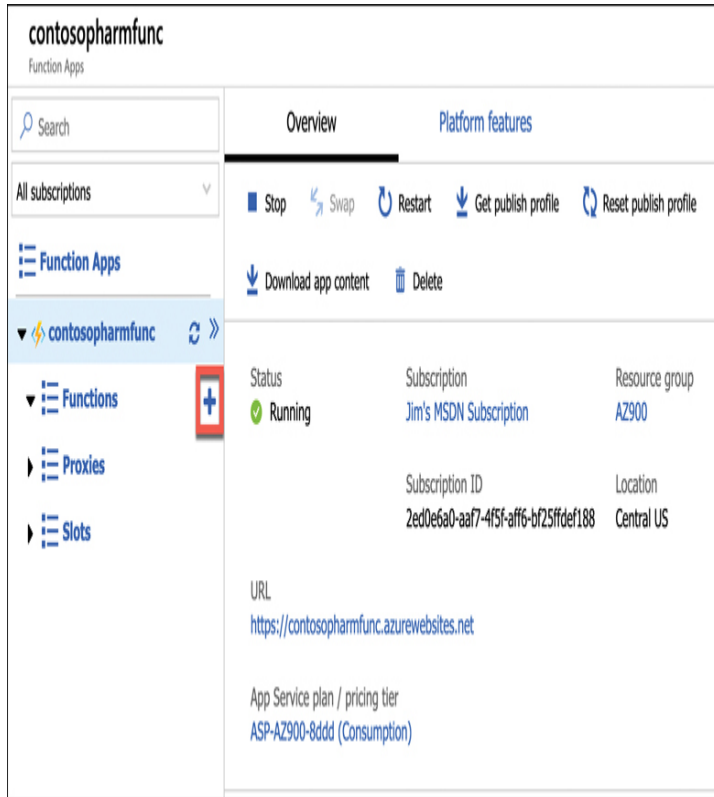 contosopharmfunc
Function Apps
Search
All subscriptions
Function Apps
contosopharmfunc
Functions
Proxies
Slots
Overview Platform features
Stop Swap Restart Get publish profile Reset publish profile
Download app content Delete
Status Subscription Resource group
Running Jim's MSDN Subscription AZ900
Subscription ID Location
2ed0e6a0-aaf7-4f5f-aff6-bf25ffdef188 Central US
URL
https://contosopharmfunc.azurewebsites.net
App Service plan / pricing tier
ASP-AZ900-8ddd (Consumption)